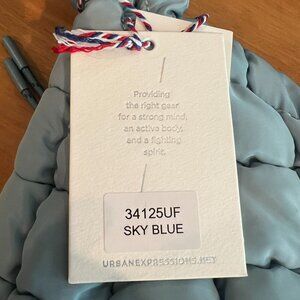 Providing
the right gear
for a strong mind,
an active body,
and a fighting
spirit.
34125UF
SKY BLUE
URBANEXPRESSIONS.NET